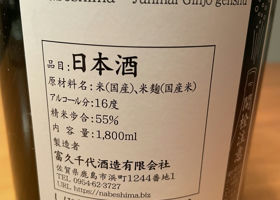 Nabeshima Junmai Ginjo genshu
品目:日本酒
原材料名:米(国産)、米麹(国産米)
アルコール分:16度
精米歩合:55%
内 容 量:1,800ml
製造者
富久千代酒造有限会社
佐賀県鹿島市浜町1244番地1
TEL 0954-62-3727
URL https://nabeshima.biz